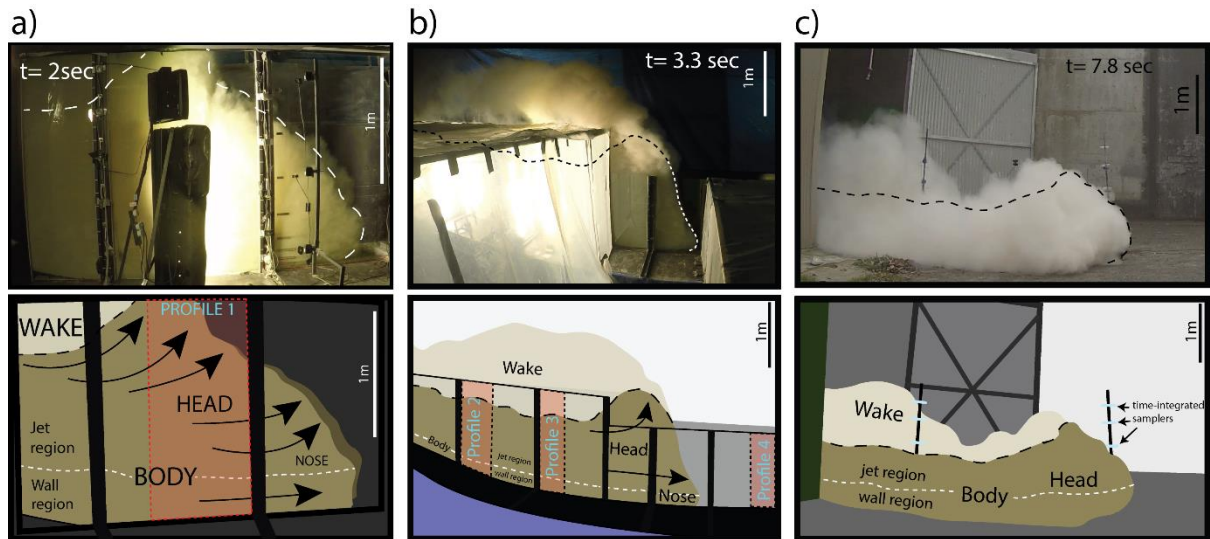 a)
t= 2sec
1m
WAKE
PROFILE 1
1m
HEAD
Jet
region
NOSE
BODY
Wall
region
b)
t= 3.3 sec
1m
1m
Wake
Profile 2
Profile 3
Head
Profile 4
Body
jet region
wall region
Nose
c)
t= 7.8 sec
1m
1m
time-integrated
samplers
Wake
jet region
Head
Body
wall region